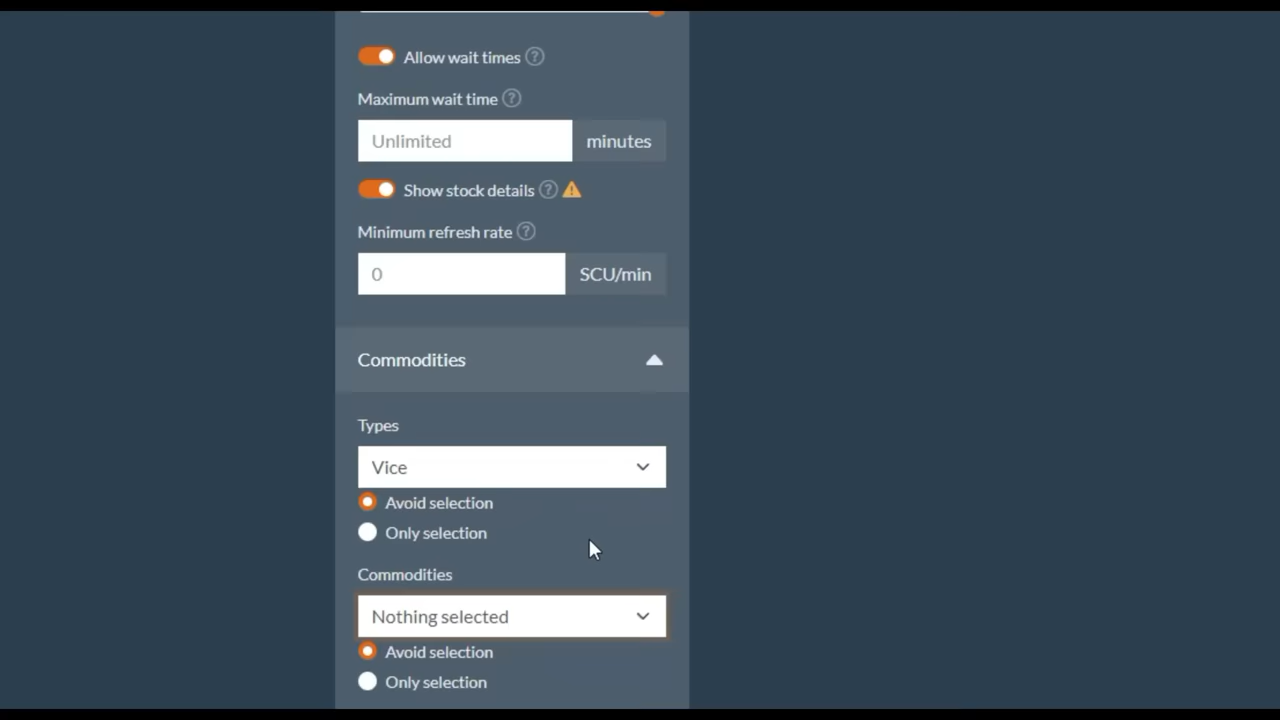 Allow wait times ?
Maximum wait time ?
Unlimited minutes
Show stock details ?
Minimum refresh rate ?
0 SCU/min
Commodities
Types
Vice
Avoid selection
Only selection
Commodities
Nothing selected
Avoid selection
Only selection